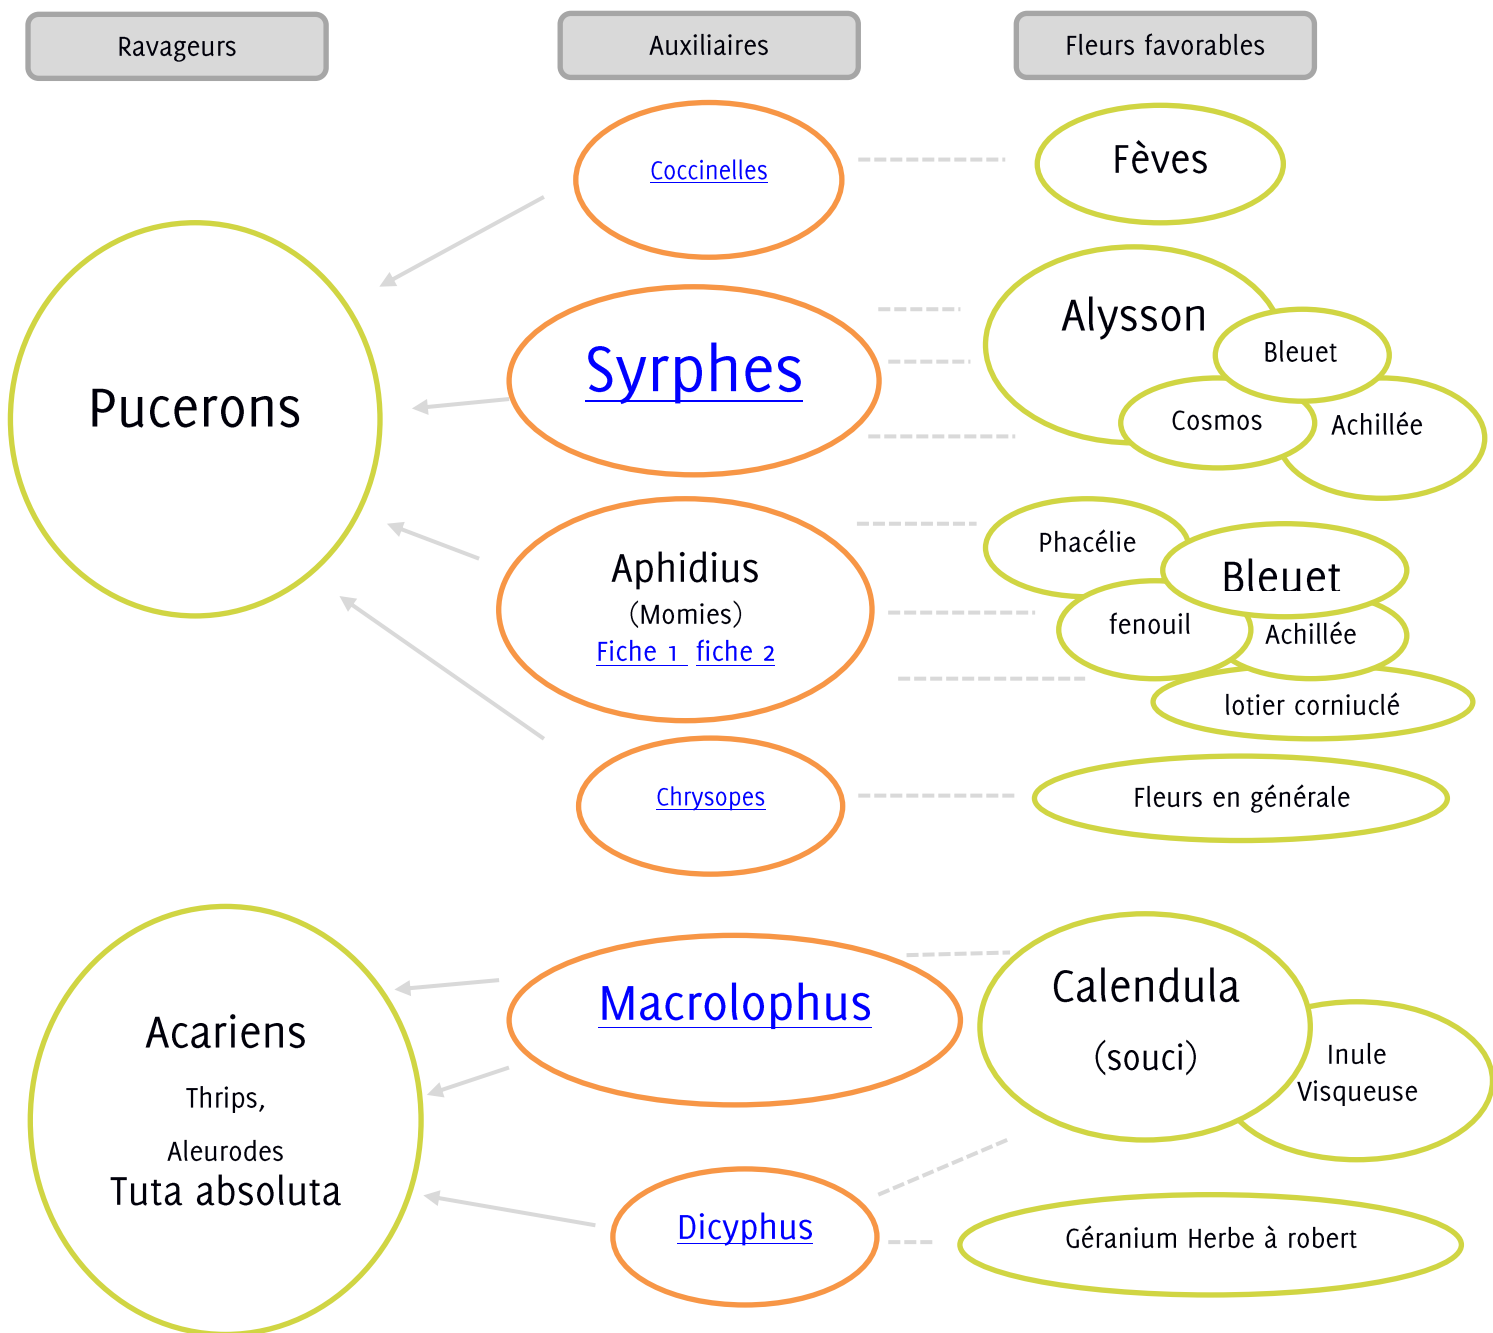 Ravageurs
Auxiliaires
Fleurs favorables
Coccinelles
Fèves
Pucerons
Syrphes
Alysson
Bleuet
Cosmos
Achillée
Aphidius
(Momies)
Fiche 1 fiche 2
Phacélie
Bleuet
fenouil
Achillée
lotier corniuclé
Chrysopes
Fleurs en générale
Acariens
Thrips,
Aleurodes
Tuta absoluta
Macrolophus
Calendula
(souci)
Inule
Visqueuse
Dicyphus
Géranium Herbe à robert